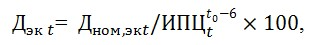 Дэк t = Дном,экt/ИПЦ_t^{t₀−6} × 100,